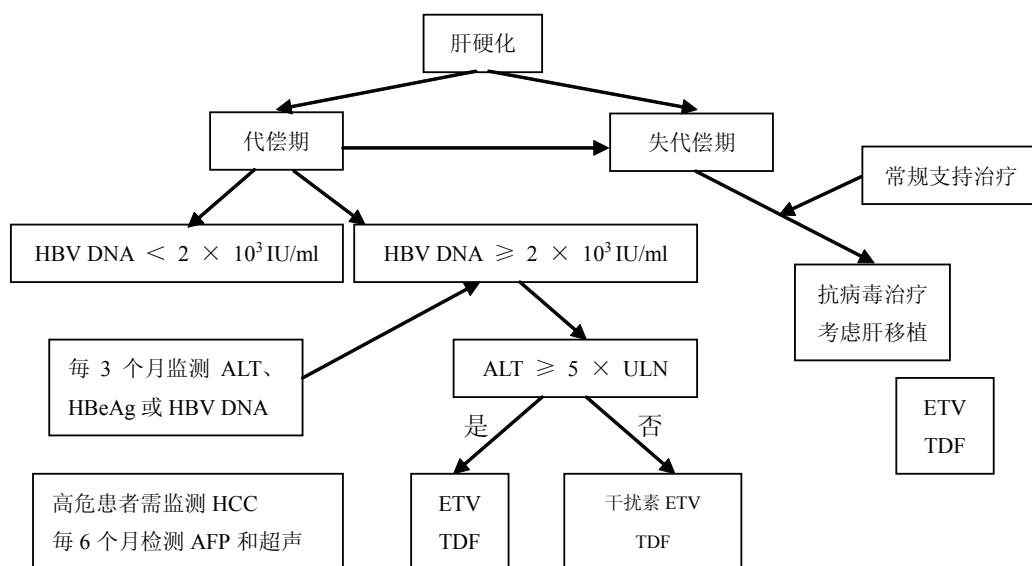 肝硬化
代偿期
失代偿期
常规支持治疗
HBV DNA < 2 × 10³ IU/ml
HBV DNA ≥ 2 × 10³ IU/ml
抗病毒治疗
考虑肝移植
每 3 个月监测 ALT、
HBeAg 或 HBV DNA
ALT ≥ 5 × ULN
ETV
TDF
是
否
高危患者需监测 HCC
每 6 个月检测 AFP 和超声
ETV
TDF
干扰素 ETV
TDF